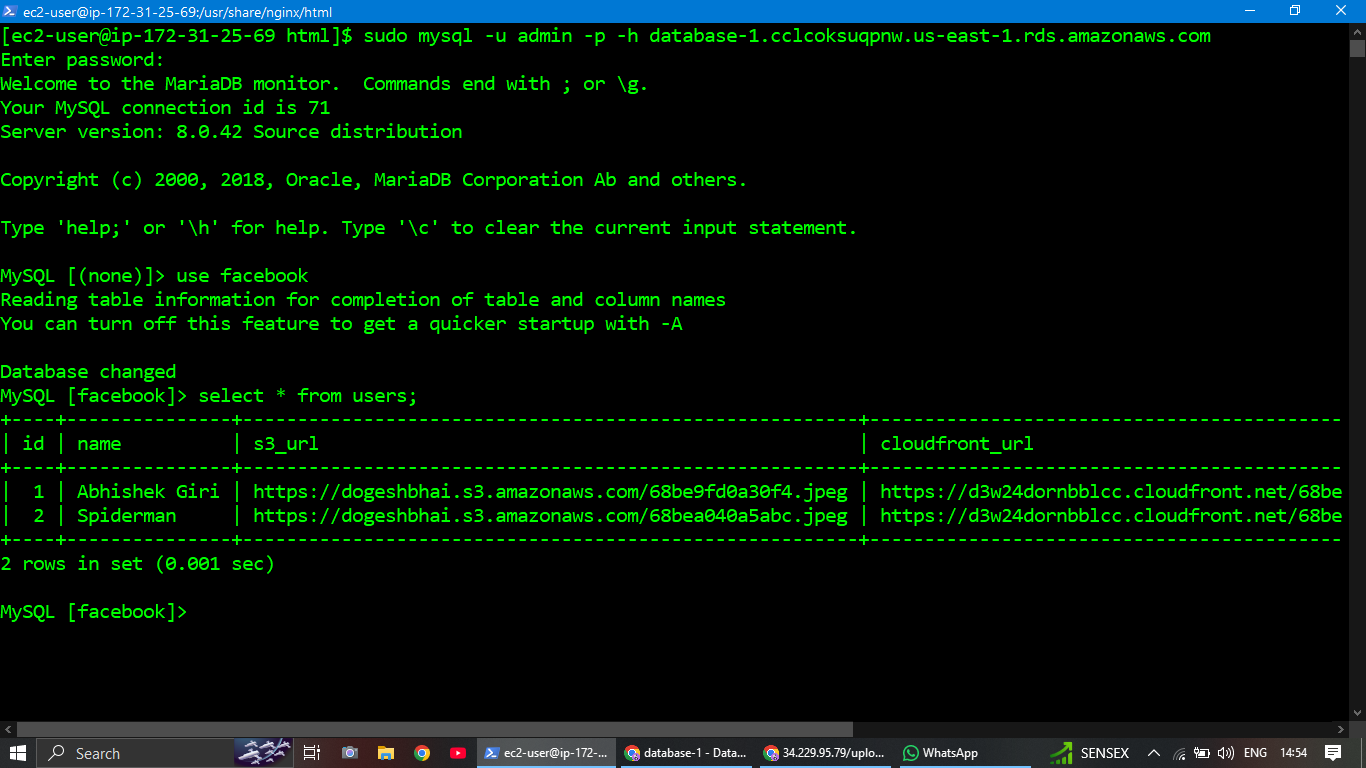 ec2-user@ip-172-31-25-69:/usr/share/nginx/html
[ec2-user@ip-172-31-25-69 html]$ sudo mysql -u admin -p -h database-1.cclcoksuqpnw.us-east-1.rds.amazonaws.com
Enter password:
Welcome to the MariaDB monitor.  Commands end with ; or \g.
Your MySQL connection id is 71
Server version: 8.0.42 Source distribution
Copyright (c) 2000, 2018, Oracle, MariaDB Corporation Ab and others.
Type 'help;' or '\h' for help. Type '\c' to clear the current input statement.
MySQL [(none)]> use facebook
Reading table information for completion of table and column names
You can turn off this feature to get a quicker startup with -A
Database changed
MySQL [facebook]> select * from users;
+----+---------------+--------------------------------------------------------+-------------------------------------------
| id | name          | s3_url                                                 | cloudfront_url
+----+---------------+--------------------------------------------------------+-------------------------------------------
|  1 | Abhishek Giri | https://dogeshbhai.s3.amazonaws.com/68be9fd0a30f4.jpeg | https://d3w24dornbblcc.cloudfront.net/68be
|  2 | Spiderman     | https://dogeshbhai.s3.amazonaws.com/68bea040a5abc.jpeg | https://d3w24dornbblcc.cloudfront.net/68be
+----+---------------+--------------------------------------------------------+-------------------------------------------
2 rows in set (0.001 sec)
MySQL [facebook]>
Search ec2-user@ip-172-... database-1 - Data... 34.229.95.79/uplo... WhatsApp SENSEX ENG 14:54